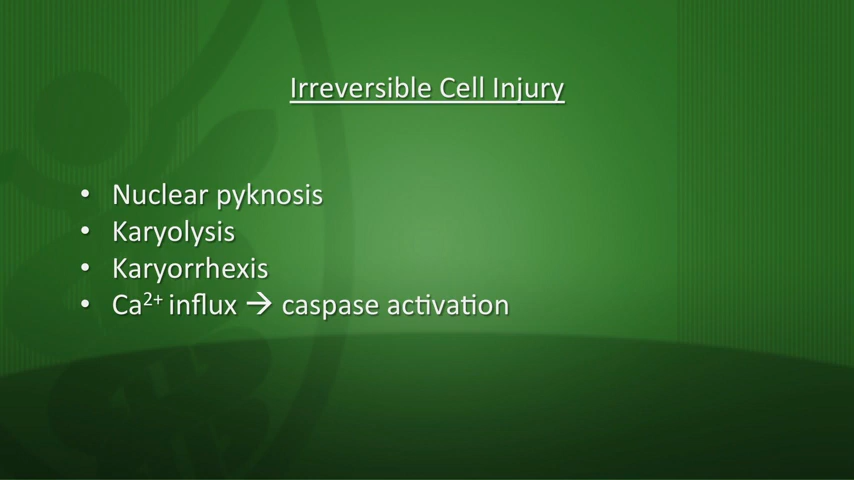 Irreversible Cell Injury
• Nuclear pyknosis
• Karyolysis
• Karyorrhexis
• Ca²⁺ influx → caspase activation